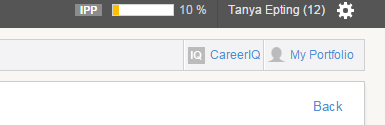 IPP 10 % Tanya Epting (12)
IQ CareerIQ My Portfolio
Back